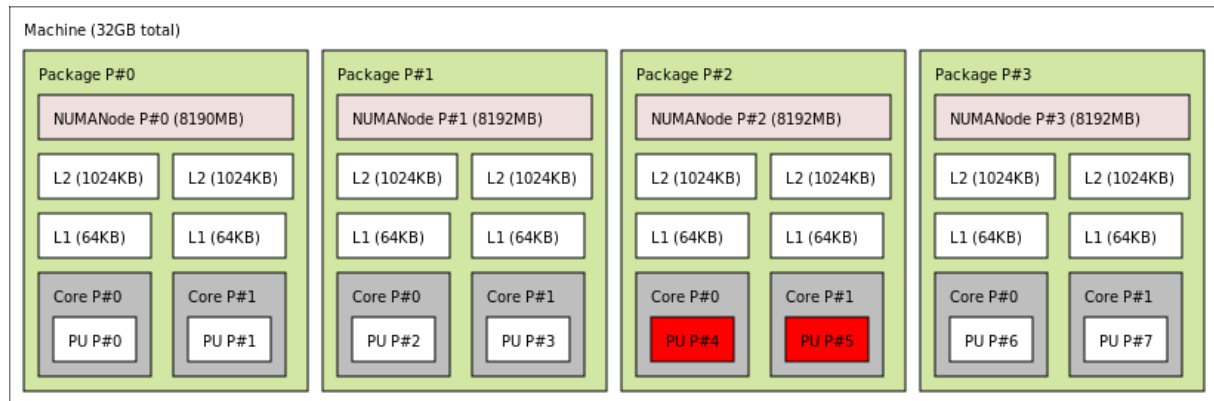 Machine (32GB total)
Package P#0
NUMANode P#0 (8190MB)
L2 (1024KB) L2 (1024KB)
L1 (64KB) L1 (64KB)
Core P#0 Core P#1
PU P#0 PU P#1
Package P#1
NUMANode P#1 (8192MB)
L2 (1024KB) L2 (1024KB)
L1 (64KB) L1 (64KB)
Core P#0 Core P#1
PU P#2 PU P#3
Package P#2
NUMANode P#2 (8192MB)
L2 (1024KB) L2 (1024KB)
L1 (64KB) L1 (64KB)
Core P#0 Core P#1
PU P#4 PU P#5
Package P#3
NUMANode P#3 (8192MB)
L2 (1024KB) L2 (1024KB)
L1 (64KB) L1 (64KB)
Core P#0 Core P#1
PU P#6 PU P#7